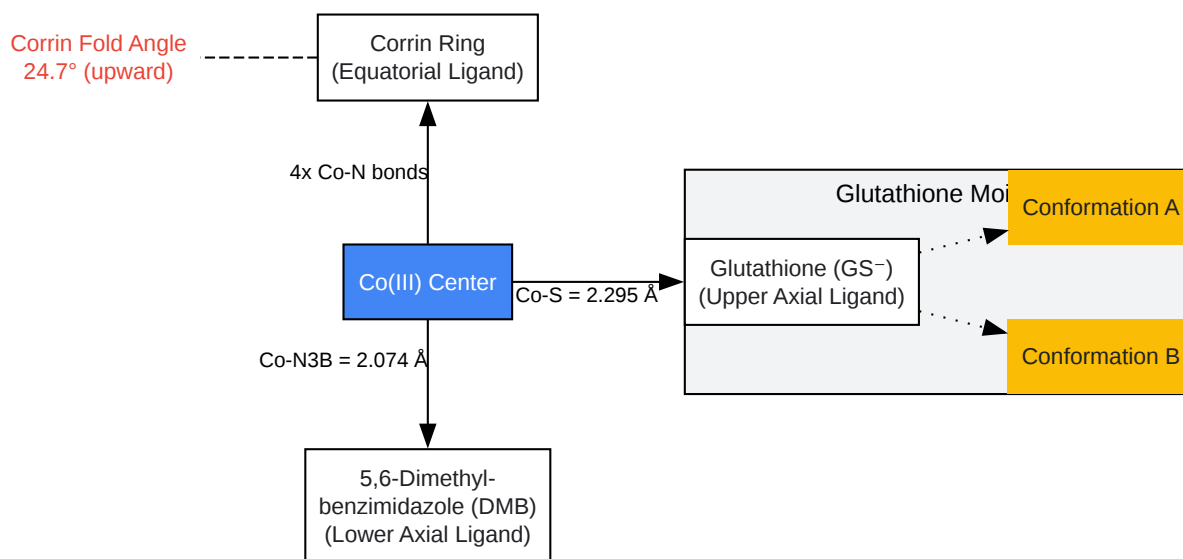 Corrin Fold Angle
24.7° (upward)
Corrin Ring
(Equatorial Ligand)
4x Co-N bonds
Glutathione Moi
Conformation A
Co(III) Center
Co-S = 2.295 Å
Glutathione (GS⁻)
(Upper Axial Ligand)
Co-N3B = 2.074 Å
Conformation B
5,6-Dimethyl-
benzimidazole (DMB)
(Lower Axial Ligand)